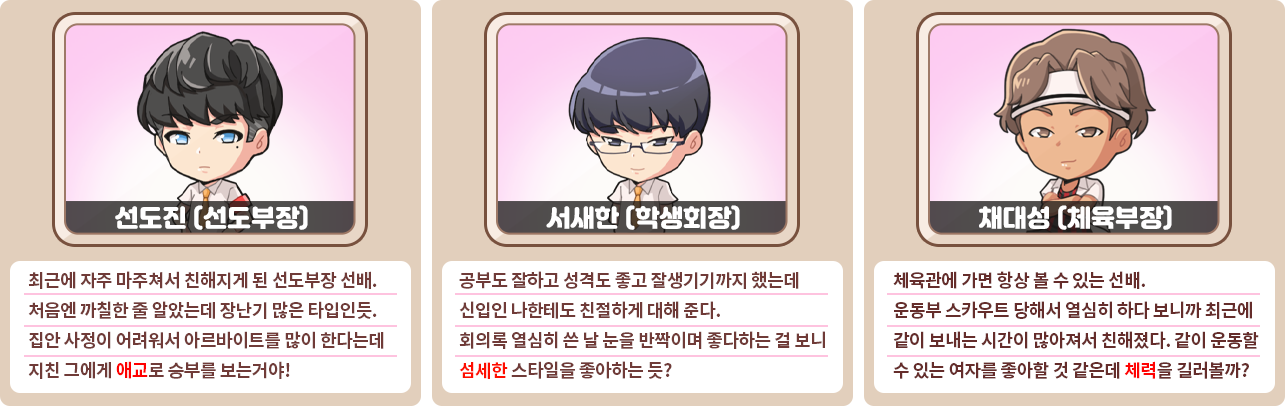 선도진 (선도부장)
최근에 자주 마주쳐서 친해지게 된 선도부장 선배.
처음엔 까칠한 줄 알았는데 장난기 많은 타입인듯.
집안 사정이 어려워서 아르바이트를 많이 한다는데
지친 그에게 애교로 승부를 보는거야!
서새한 (학생회장)
공부도 잘하고 성격도 좋고 잘생기기까지 했는데
신입인 나한테도 친절하게 대해 준다.
회의록 열심히 쓴 날 눈을 반짝이며 좋다하는 걸 보니
섬세한 스타일을 좋아하는 듯?
채대성 (체육부장)
체육관에 가면 항상 볼 수 있는 선배.
운동부 스카우트 당해서 열심히 하다 보니까 최근에
같이 보내는 시간이 많아져서 친해졌다. 같이 운동할
수 있는 여자를 좋아할 것 같은데 체력을 길러볼까?